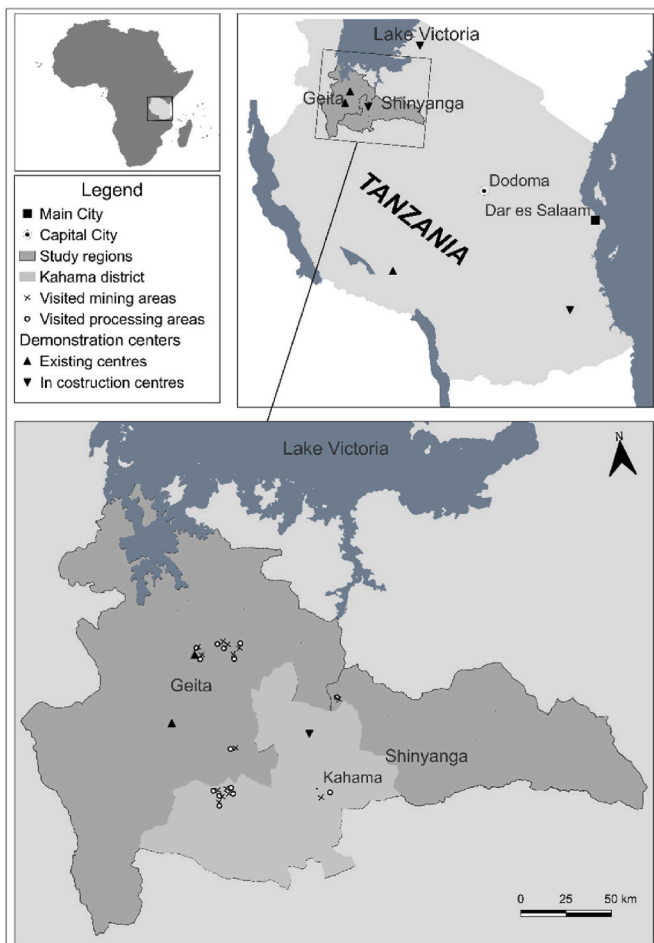 Lake Victoria
Geita
Shinyanga
Dodoma
Dar es Salaam
TANZANIA
Legend
Main City
Capital City
Study regions
Kahama district
Visited mining areas
Visited processing areas
Demonstration centers
Existing centres
In costruction centres
Lake Victoria
N
Geita
Shinyanga
Kahama
0 25 50 km